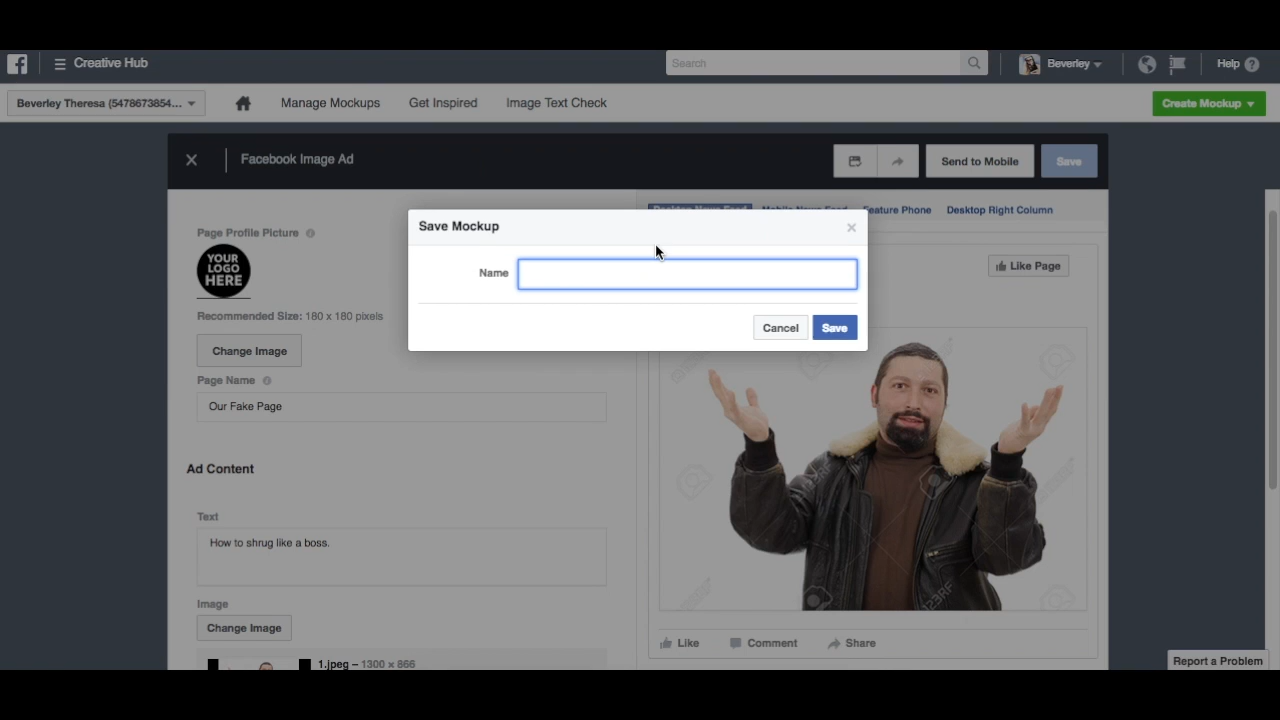 Creative Hub
Search
Beverley
Help
Beverley Theresa (5478673854...
Manage Mockups
Get Inspired
Image Text Check
Create Mockup
Facebook Image Ad
Send to Mobile
Save
Desktop News Feed
Mobile News Feed
Feature Phone
Desktop Right Column
Save Mockup
Name
Cancel
Save
Page Profile Picture
YOUR
LOGO
HERE
Recommended Size: 180 x 180 pixels
Change Image
Page Name
Our Fake Page
Ad Content
Text
How to shrug like a boss.
Image
Change Image
1.jpeg – 1300 x 866
Like Page
123RF
Like
Comment
Share
Report a Problem